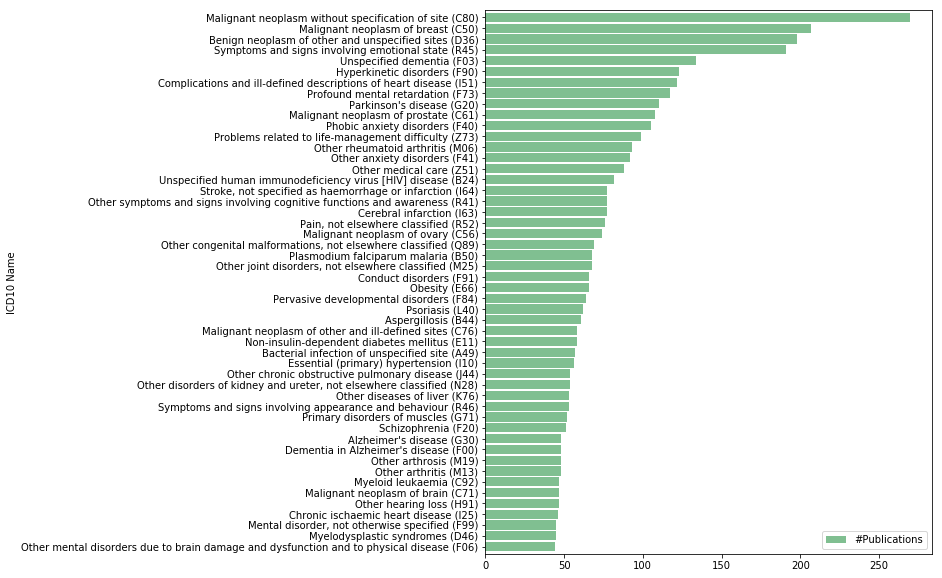 Malignant neoplasm without specification of site (C80)
Malignant neoplasm of breast (C50)
Benign neoplasm of other and unspecified sites (D36)
Symptoms and signs involving emotional state (R45)
Unspecified dementia (F03)
Hyperkinetic disorders (F90)
Complications and ill-defined descriptions of heart disease (I51)
Profound mental retardation (F73)
Parkinson's disease (G20)
Malignant neoplasm of prostate (C61)
Phobic anxiety disorders (F40)
Problems related to life-management difficulty (Z73)
Other rheumatoid arthritis (M06)
Other anxiety disorders (F41)
Other medical care (Z51)
Unspecified human immunodeficiency virus [HIV] disease (B24)
Stroke, not specified as haemorrhage or infarction (I64)
Other symptoms and signs involving cognitive functions and awareness (R41)
Cerebral infarction (I63)
Pain, not elsewhere classified (R52)
Malignant neoplasm of ovary (C56)
Other congenital malformations, not elsewhere classified (Q89)
Plasmodium falciparum malaria (B50)
Other joint disorders, not elsewhere classified (M25)
Conduct disorders (F91)
Obesity (E66)
Pervasive developmental disorders (F84)
Psoriasis (L40)
Aspergillosis (B44)
Malignant neoplasm of other and ill-defined sites (C76)
Non-insulin-dependent diabetes mellitus (E11)
Bacterial infection of unspecified site (A49)
Essential (primary) hypertension (I10)
Other chronic obstructive pulmonary disease (J44)
Other disorders of kidney and ureter, not elsewhere classified (N28)
Other diseases of liver (K76)
Symptoms and signs involving appearance and behaviour (R46)
Primary disorders of muscles (G71)
Schizophrenia (F20)
Alzheimer's disease (G30)
Dementia in Alzheimer's disease (F00)
Other arthrosis (M19)
Other arthritis (M13)
Myeloid leukaemia (C92)
Malignant neoplasm of brain (C71)
Other hearing loss (H91)
Chronic ischaemic heart disease (I25)
Mental disorder, not otherwise specified (F99)
Myelodysplastic syndromes (D46)
Other mental disorders due to brain damage and dysfunction and to physical disease (F06)
ICD10 Name
#Publications
0 50 100 150 200 250